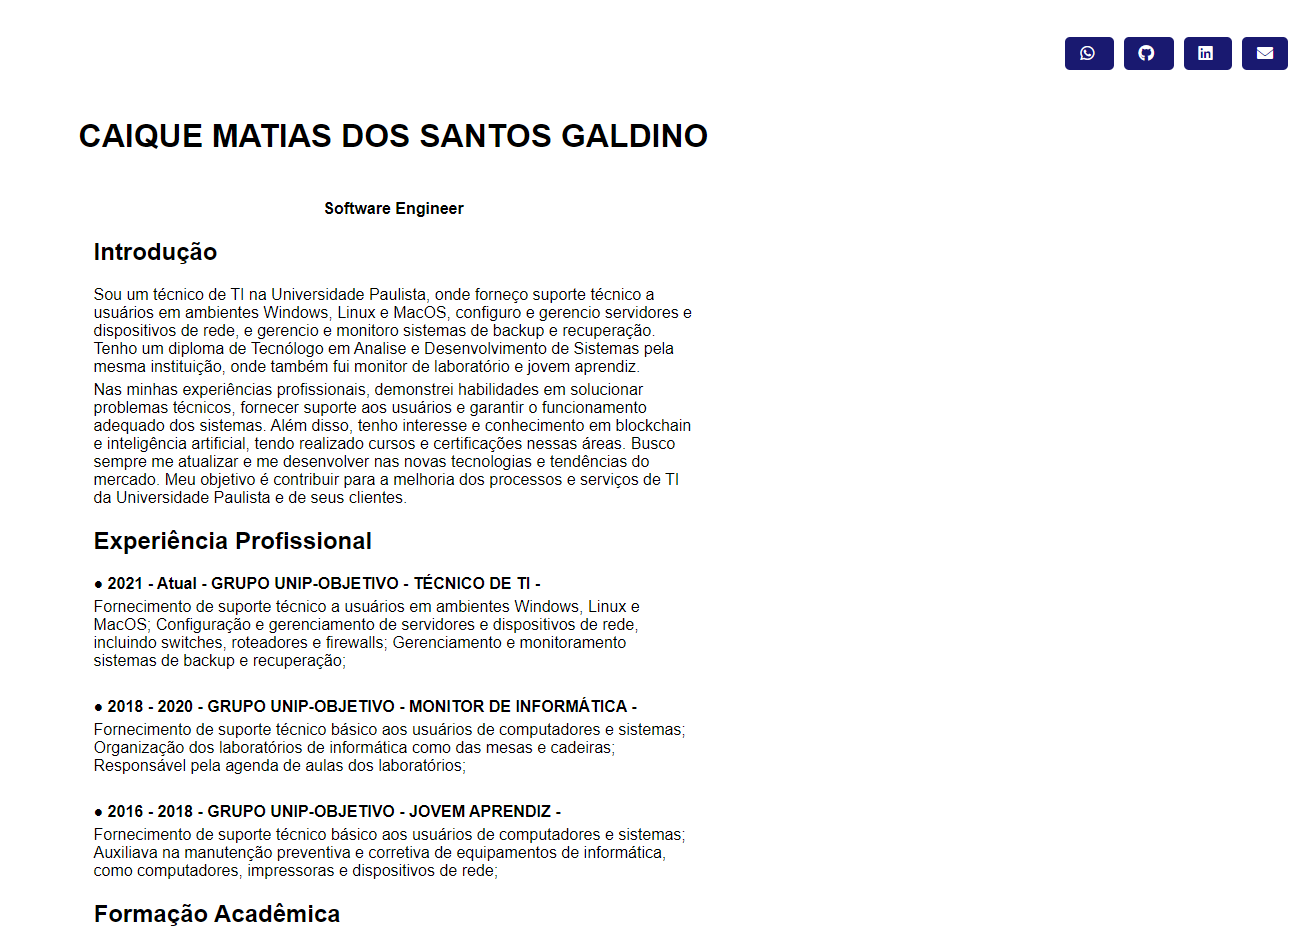 CAIQUE MATIAS DOS SANTOS GALDINO
Software Engineer
Introdução
Sou um técnico de TI na Universidade Paulista, onde forneço suporte técnico a
usuários em ambientes Windows, Linux e MacOS, configuro e gerencio servidores e
dispositivos de rede, e gerencio e monitoro sistemas de backup e recuperação.
Tenho um diploma de Tecnólogo em Analise e Desenvolvimento de Sistemas pela
mesma instituição, onde também fui monitor de laboratório e jovem aprendiz.
Nas minhas experiências profissionais, demonstrei habilidades em solucionar
problemas técnicos, fornecer suporte aos usuários e garantir o funcionamento
adequado dos sistemas. Além disso, tenho interesse e conhecimento em blockchain
e inteligência artificial, tendo realizado cursos e certificações nessas áreas. Busco
sempre me atualizar e me desenvolver nas novas tecnologias e tendências do
mercado. Meu objetivo é contribuir para a melhoria dos processos e serviços de TI
da Universidade Paulista e de seus clientes.
Experiência Profissional
● 2021 - Atual - GRUPO UNIP-OBJETIVO - TÉCNICO DE TI -
Fornecimento de suporte técnico a usuários em ambientes Windows, Linux e
MacOS; Configuração e gerenciamento de servidores e dispositivos de rede,
incluindo switches, roteadores e firewalls; Gerenciamento e monitoramento
sistemas de backup e recuperação;
● 2018 - 2020 - GRUPO UNIP-OBJETIVO - MONITOR DE INFORMÁTICA -
Fornecimento de suporte técnico básico aos usuários de computadores e sistemas;
Organização dos laboratórios de informática como das mesas e cadeiras;
Responsável pela agenda de aulas dos laboratórios;
● 2016 - 2018 - GRUPO UNIP-OBJETIVO - JOVEM APRENDIZ -
Fornecimento de suporte técnico básico aos usuários de computadores e sistemas;
Auxiliava na manutenção preventiva e corretiva de equipamentos de informática,
como computadores, impressoras e dispositivos de rede;
Formação Acadêmica